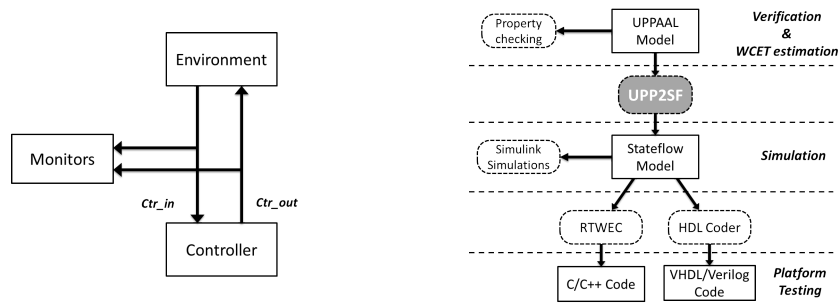 Environment
Monitors
Ctr_in
Ctr_out
Controller
Property
checking
UPPAAL
Model
Verification
&
WCET estimation
UPP2SF
Simulink
Simulations
Stateflow
Model
Simulation
RTWEC
HDL Coder
C/C++ Code
VHDL/Verilog
Code
Platform
Testing